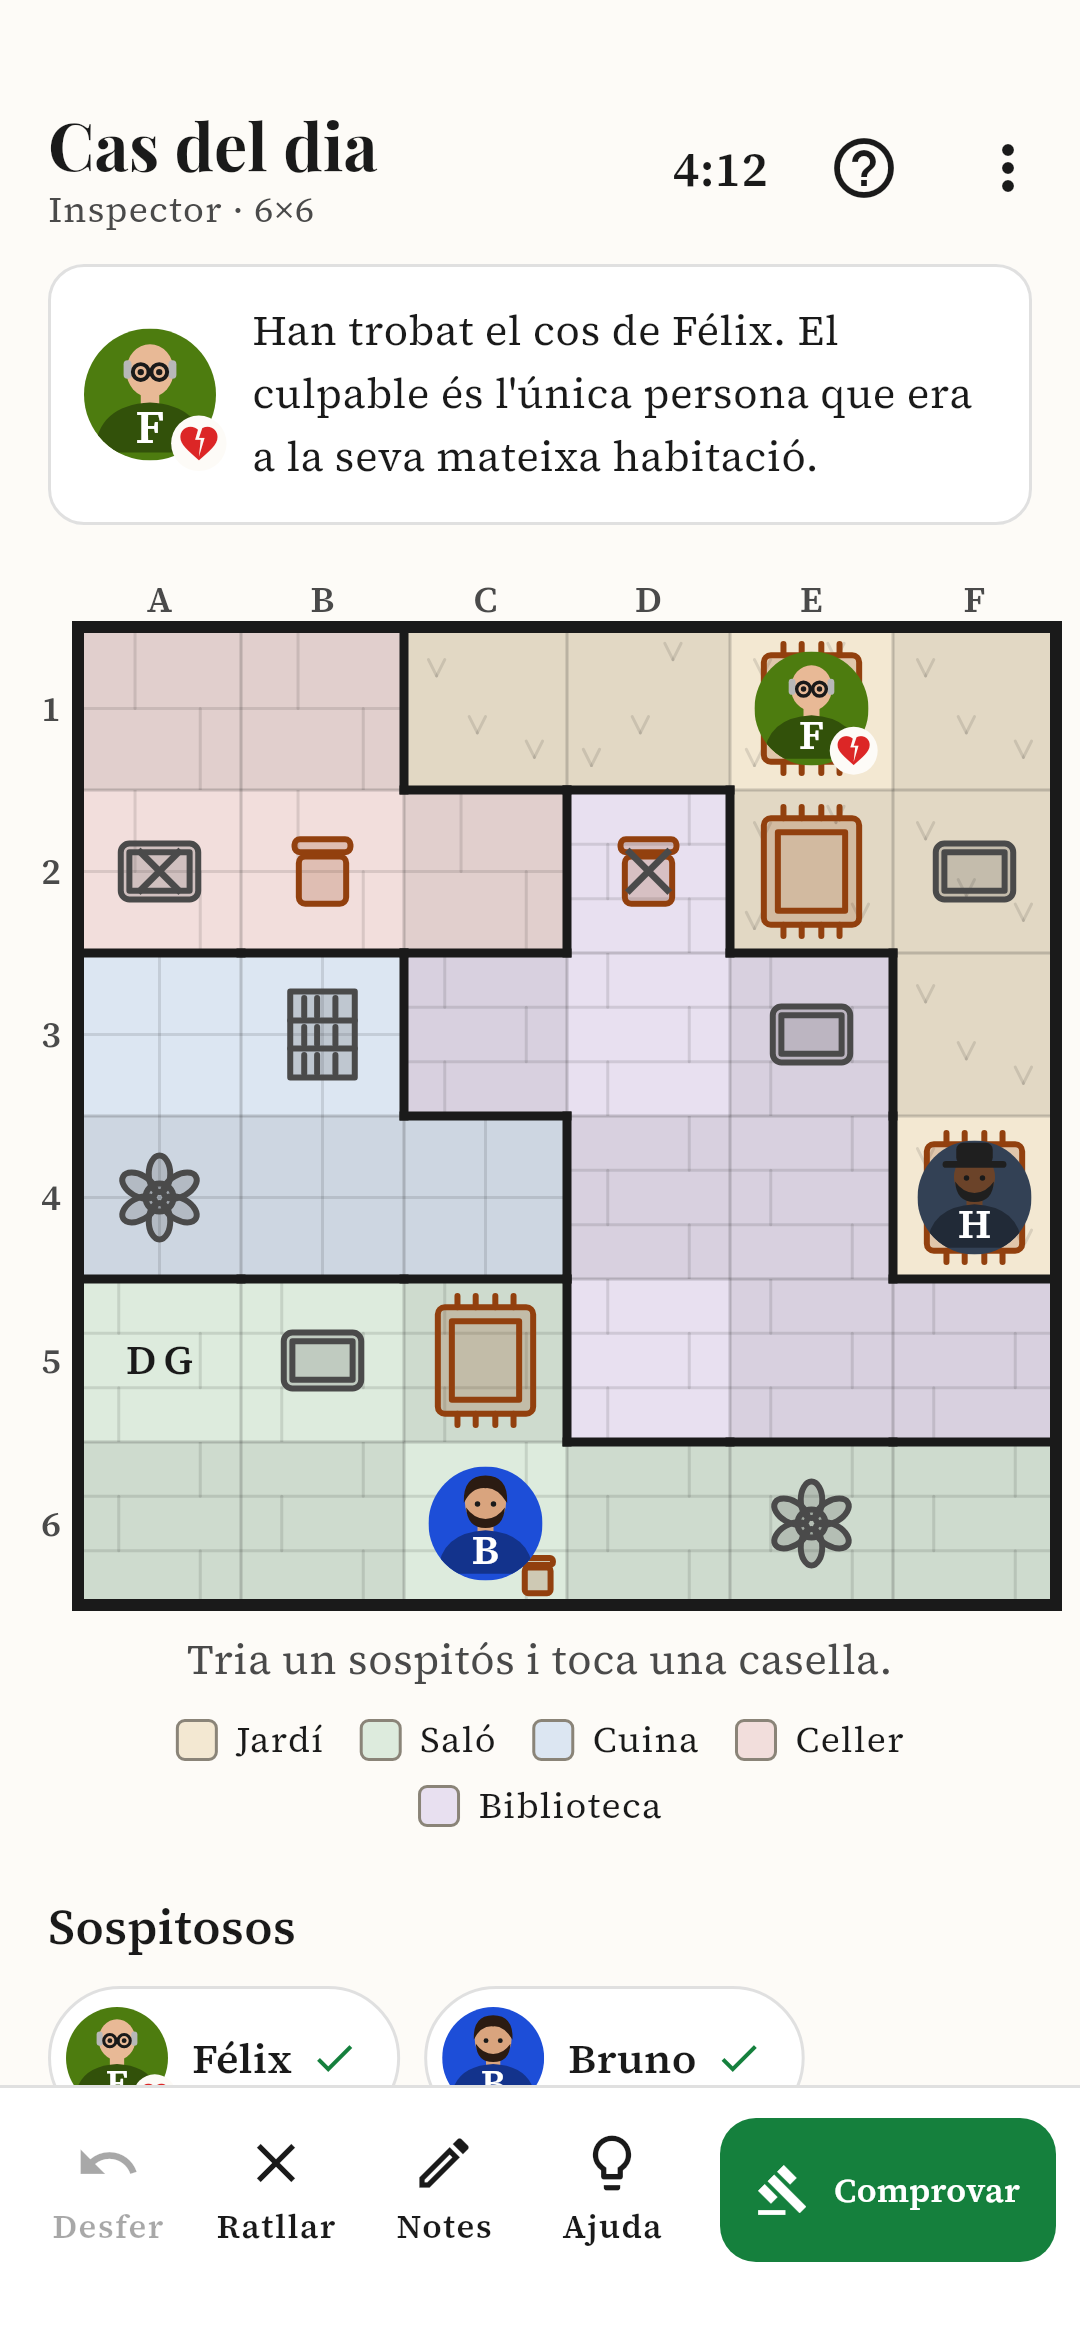 Cas del dia
Inspector · 6×6
4:12
F
Han trobat el cos de Félix. El
culpable és l'única persona que era
a la seva mateixa habitació.
A B C D E F
1
F
2
3
4
H
5
D G
6
B
Tria un sospitós i toca una casella.
Jardí Saló Cuina Celler
Biblioteca
Sospitosos
F Félix B Bruno
Desfer Ratllar Notes Ajuda Comprovar